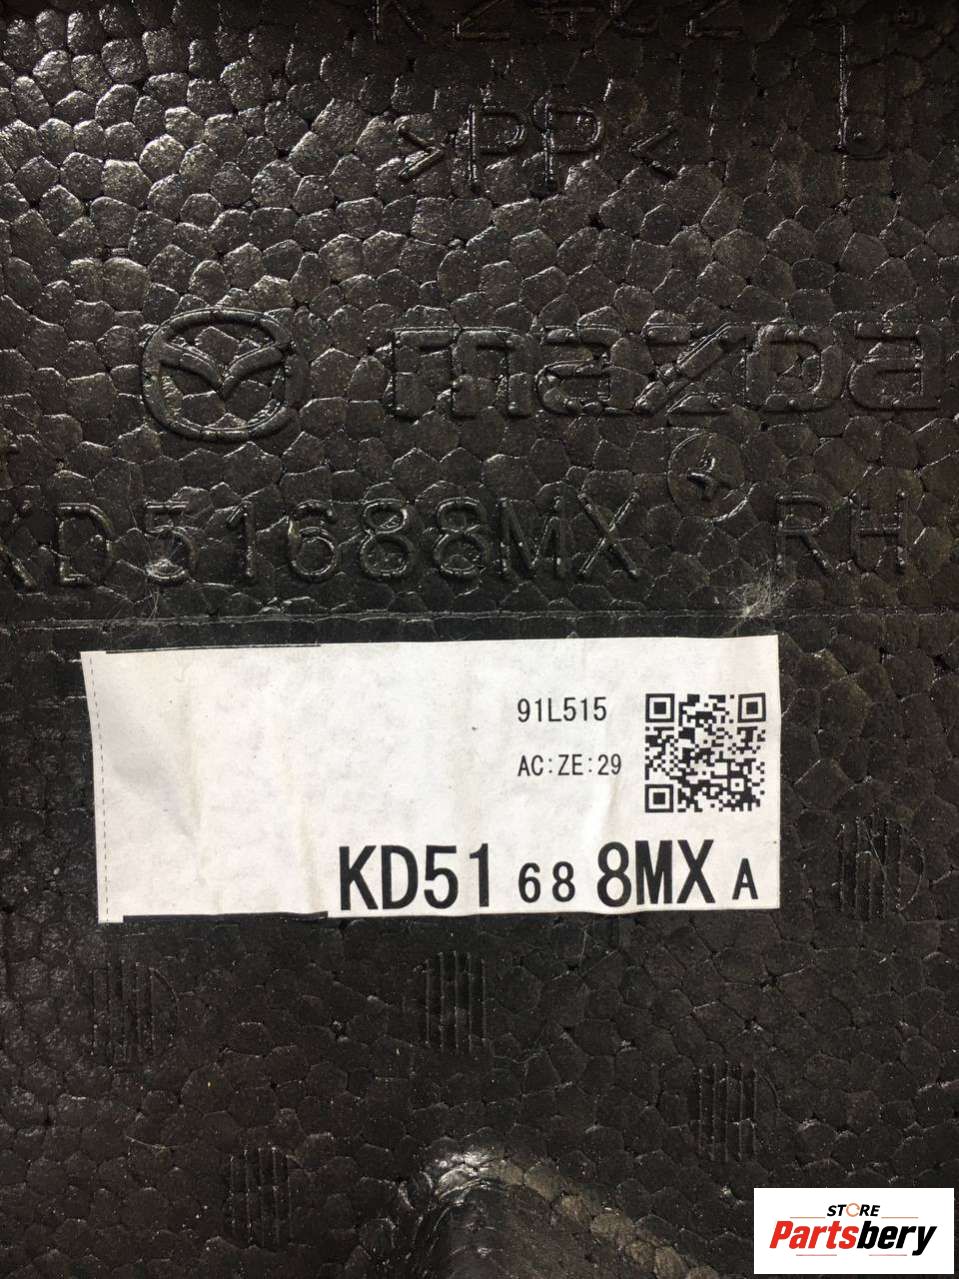 >PP<
mazda
KD51688MX RH
91L515
AC:ZE:29
KD51 68 8MX A
STORE
Partsbery